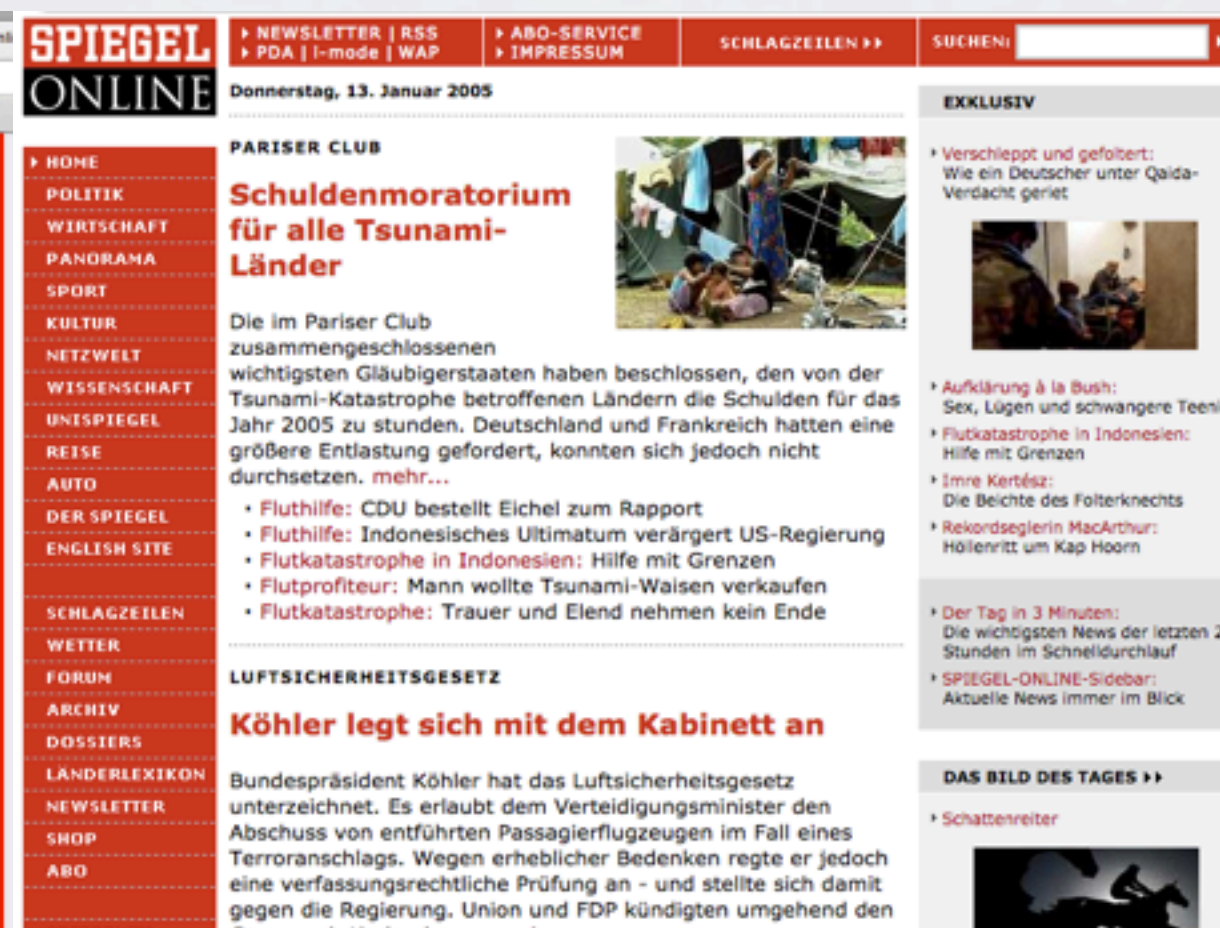 SPIEGEL
ONLINE
NEWSLETTER | RSS
PDA | i-mode | WAP
ABO-SERVICE
IMPRESSUM
SCHLAGZEILEN
SUCHEN:
Donnerstag, 13. Januar 2005
HOME
POLITIK
WIRTSCHAFT
PANORAMA
SPORT
KULTUR
NETZWELT
WISSENSCHAFT
UNISPIEGEL
REISE
AUTO
DER SPIEGEL
ENGLISH SITE
SCHLAGZEILEN
WETTER
FORUM
ARCHIV
DOSSIERS
LÄNDERLEXIKON
NEWSLETTER
SHOP
ABO
PARISER CLUB
Schuldenmoratorium
für alle Tsunami-
Länder
Die im Pariser Club
zusammengeschlossenen
wichtigsten Gläubigerstaaten haben beschlossen, den von der
Tsunami-Katastrophe betroffenen Ländern die Schulden für das
Jahr 2005 zu stunden. Deutschland und Frankreich hatten eine
größere Entlastung gefordert, konnten sich jedoch nicht
durchsetzen. mehr...
• Fluthilfe: CDU bestellt Eichel zum Rapport
• Fluthilfe: Indonesisches Ultimatum verärgert US-Regierung
• Flutkatastrophe in Indonesien: Hilfe mit Grenzen
• Flutprofiteur: Mann wollte Tsunami-Waisen verkaufen
• Flutkatastrophe: Trauer und Elend nehmen kein Ende
LUFTSICHERHEITSGESETZ
Köhler legt sich mit dem Kabinett an
Bundespräsident Köhler hat das Luftsicherheitsgesetz
unterzeichnet. Es erlaubt dem Verteidigungsminister den
Abschuss von entführten Passagierflugzeugen im Fall eines
Terroranschlags. Wegen erheblicher Bedenken regte er jedoch
eine verfassungsrechtliche Prüfung an - und stellte sich damit
gegen die Regierung. Union und FDP kündigten umgehend den
EXKLUSIV
Verschleppt und gefoltert:
Wie ein Deutscher unter Qaida-
Verdacht geriet
Aufklärung à la Bush:
Sex, Lügen und schwangere
Flutkatastrophe in Indonesien:
Hilfe mit Grenzen
Imre Kertész:
Die Beichte des Folterknechts
Rekordseglerin MacArthur:
Höllenritt um Kap Hoorn
Der Tag in 3 Minuten:
Die wichtigsten News der letzten
Stunden im Schnelldurchlauf
SPIEGEL-ONLINE-Sidebar:
Aktuelle News immer im Blick
DAS BILD DES TAGES
Schattenreiter